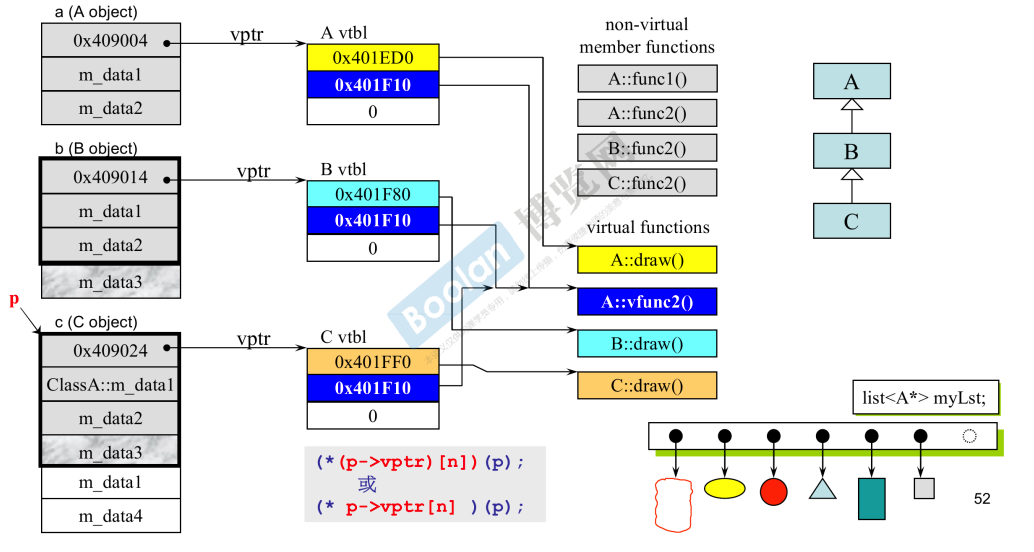 a (A object)
0x409004
m_data1
m_data2
vptr
A vtbl
0x401ED0
0x401F10
0
b (B object)
0x409014
m_data1
m_data2
m_data3
vptr
B vtbl
0x401F80
0x401F10
0
p
c (C object)
0x409024
ClassA::m_data1
m_data2
m_data3
m_data1
m_data4
vptr
C vtbl
0x401FF0
0x401F10
0
(*(p->vptr)[n])(p);
或
(* p->vptr[n] )(p);
non-virtual
member functions
A::func1()
A::func2()
B::func2()
C::func2()
virtual functions
A::draw()
A::vfunc2()
B::draw()
C::draw()
A
B
C
list<A*> myLst;
52
Boolan 博览网